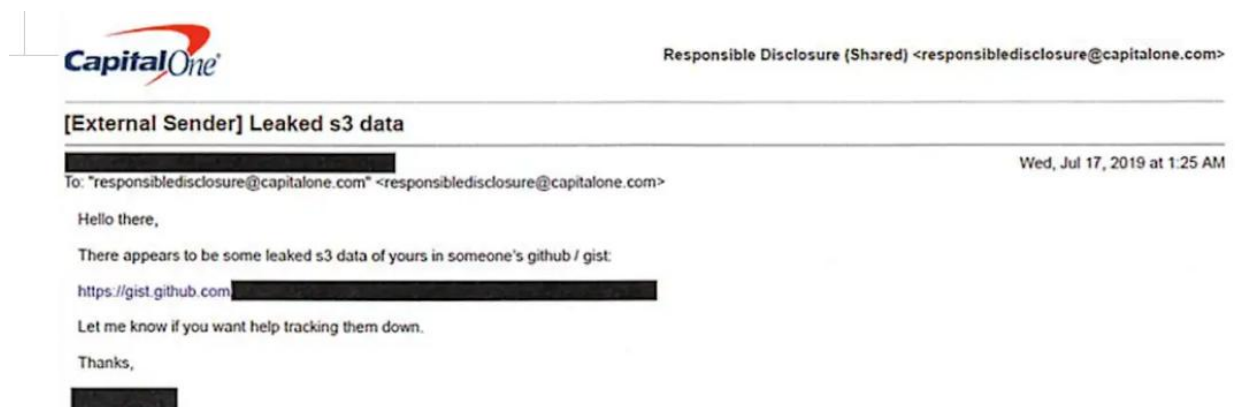 CapitalOne
Responsible Disclosure (Shared) <responsibledisclosure@capitalone.com>
[External Sender] Leaked s3 data
Wed, Jul 17, 2019 at 1:25 AM
To: "responsibledisclosure@capitalone.com" <responsibledisclosure@capitalone.com>
Hello there,
There appears to be some leaked s3 data of yours in someone's github / gist:
https://gist.github.com
Let me know if you want help tracking them down.
Thanks,